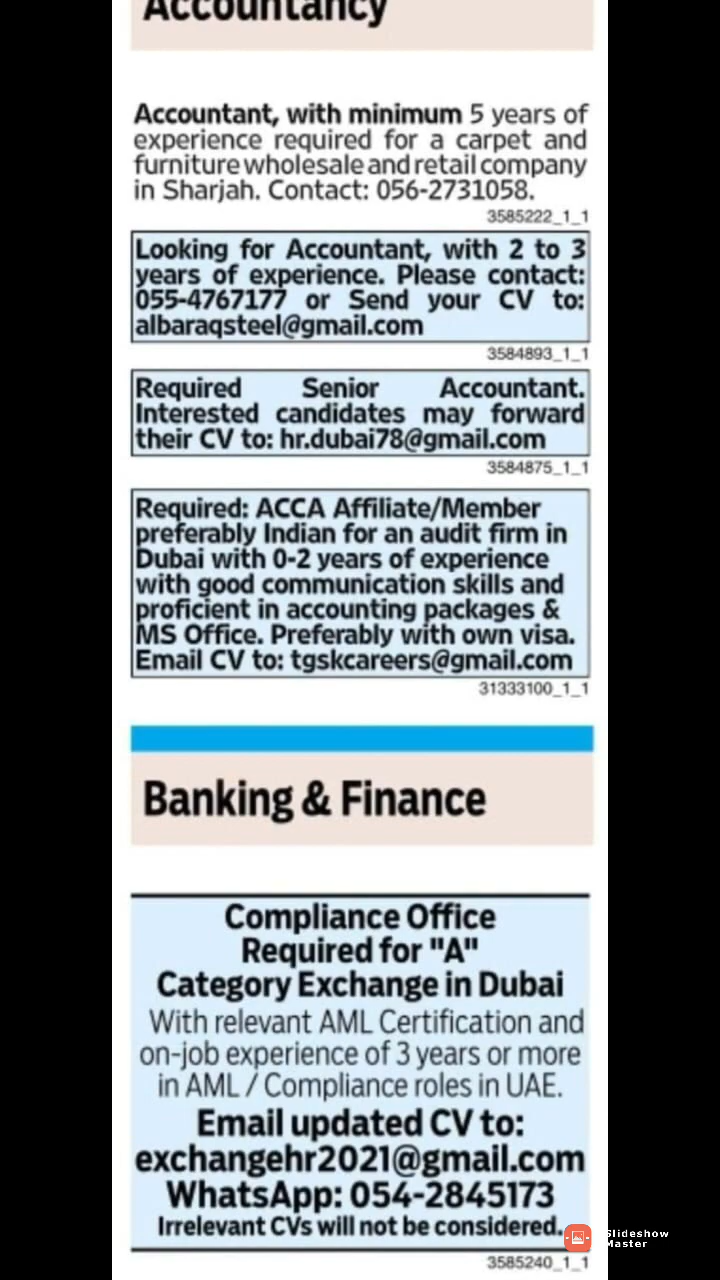 Accountancy
Accountant, with minimum 5 years of
experience required for a carpet and
furniture wholesale and retail company
in Sharjah. Contact: 056-2731058.
3585222_1_1
Looking for Accountant, with 2 to 3
years of experience. Please contact:
055-4767177 or Send your CV to:
albaraqsteel@gmail.com
3584893_1_1
Required Senior Accountant.
Interested candidates may forward
their CV to: hr.dubai78@gmail.com
3584875_1_1
Required: ACCA Affiliate/Member
preferably Indian for an audit firm in
Dubai with 0-2 years of experience
with good communication skills and
proficient in accounting packages &
MS Office. Preferably with own visa.
Email CV to: tgskcareers@gmail.com
31333100_1_1
Banking & Finance
Compliance Office
Required for "A"
Category Exchange in Dubai
With relevant AML Certification and
on-job experience of 3 years or more
in AML / Compliance roles in UAE.
Email updated CV to:
exchangehr2021@gmail.com
WhatsApp: 054-2845173
Irrelevant CVs will not be considered.
Slideshow
Master
3585240_1_1